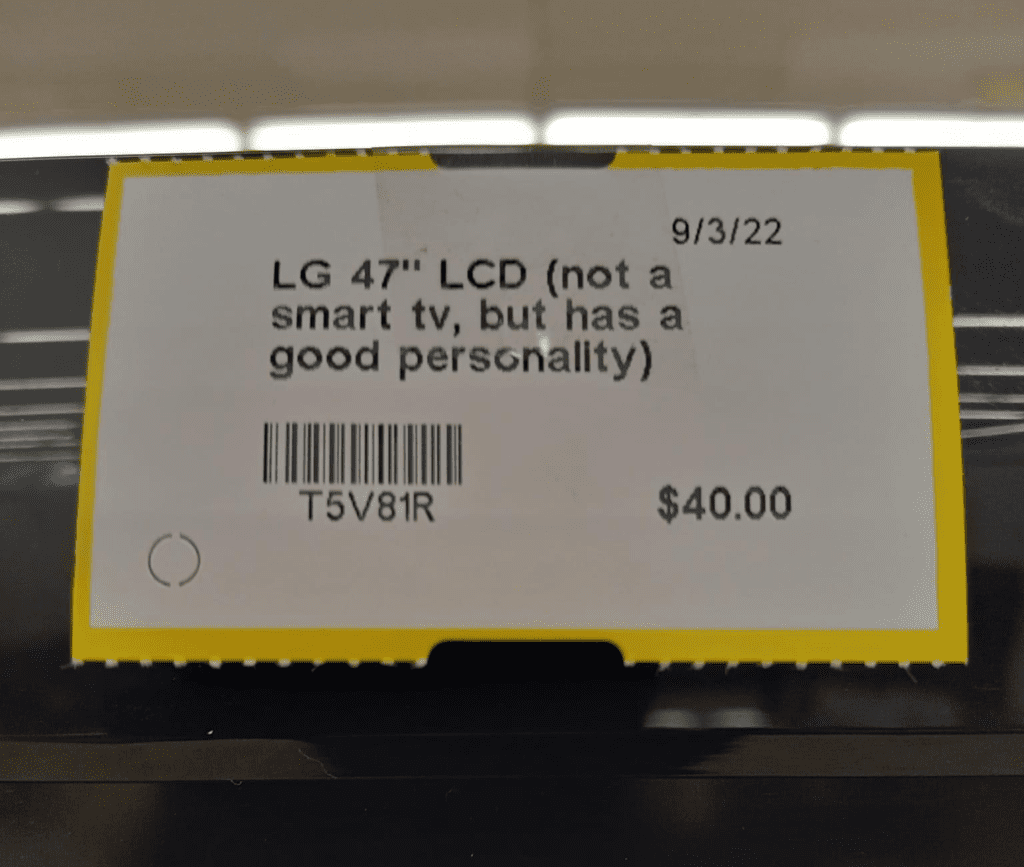 9/3/22
LG 47" LCD (not a
smart tv, but has a
good personality)
T5V81R
$40.00